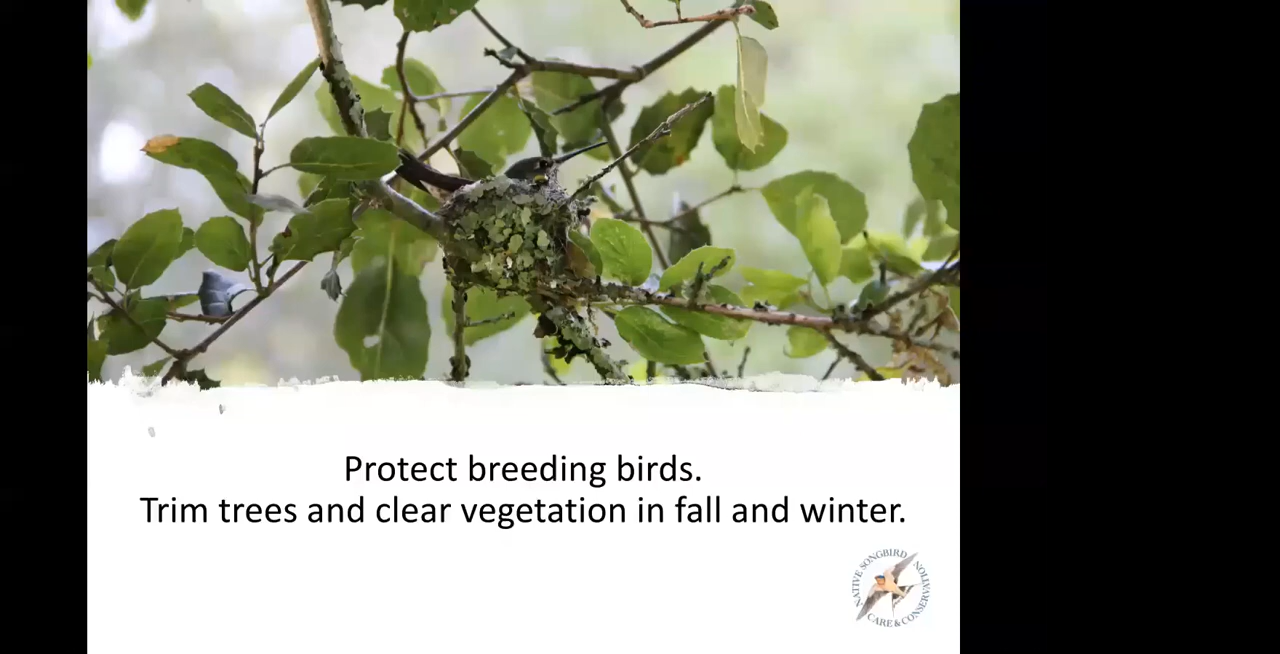 Protect breeding birds.
Trim trees and clear vegetation in fall and winter.
NATIVE SONGBIRD
CARE & CONSERVATION